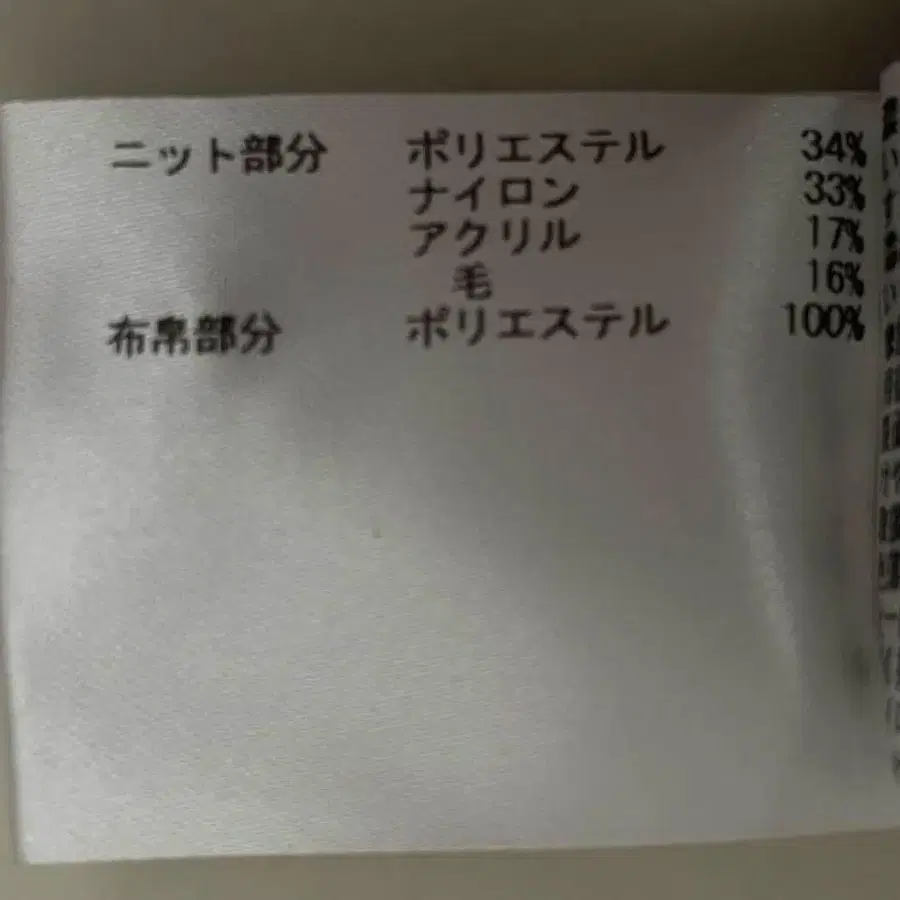 ニット部分 ポリエステル 34%
ナイロン 33%
アクリル 17%
毛 16%
布帛部分 ポリエステル 100%